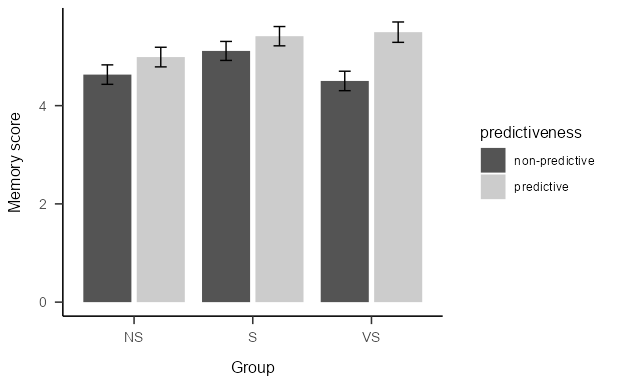 Memory score
4
2
0
NS S VS
Group
predictiveness
non-predictive
predictive